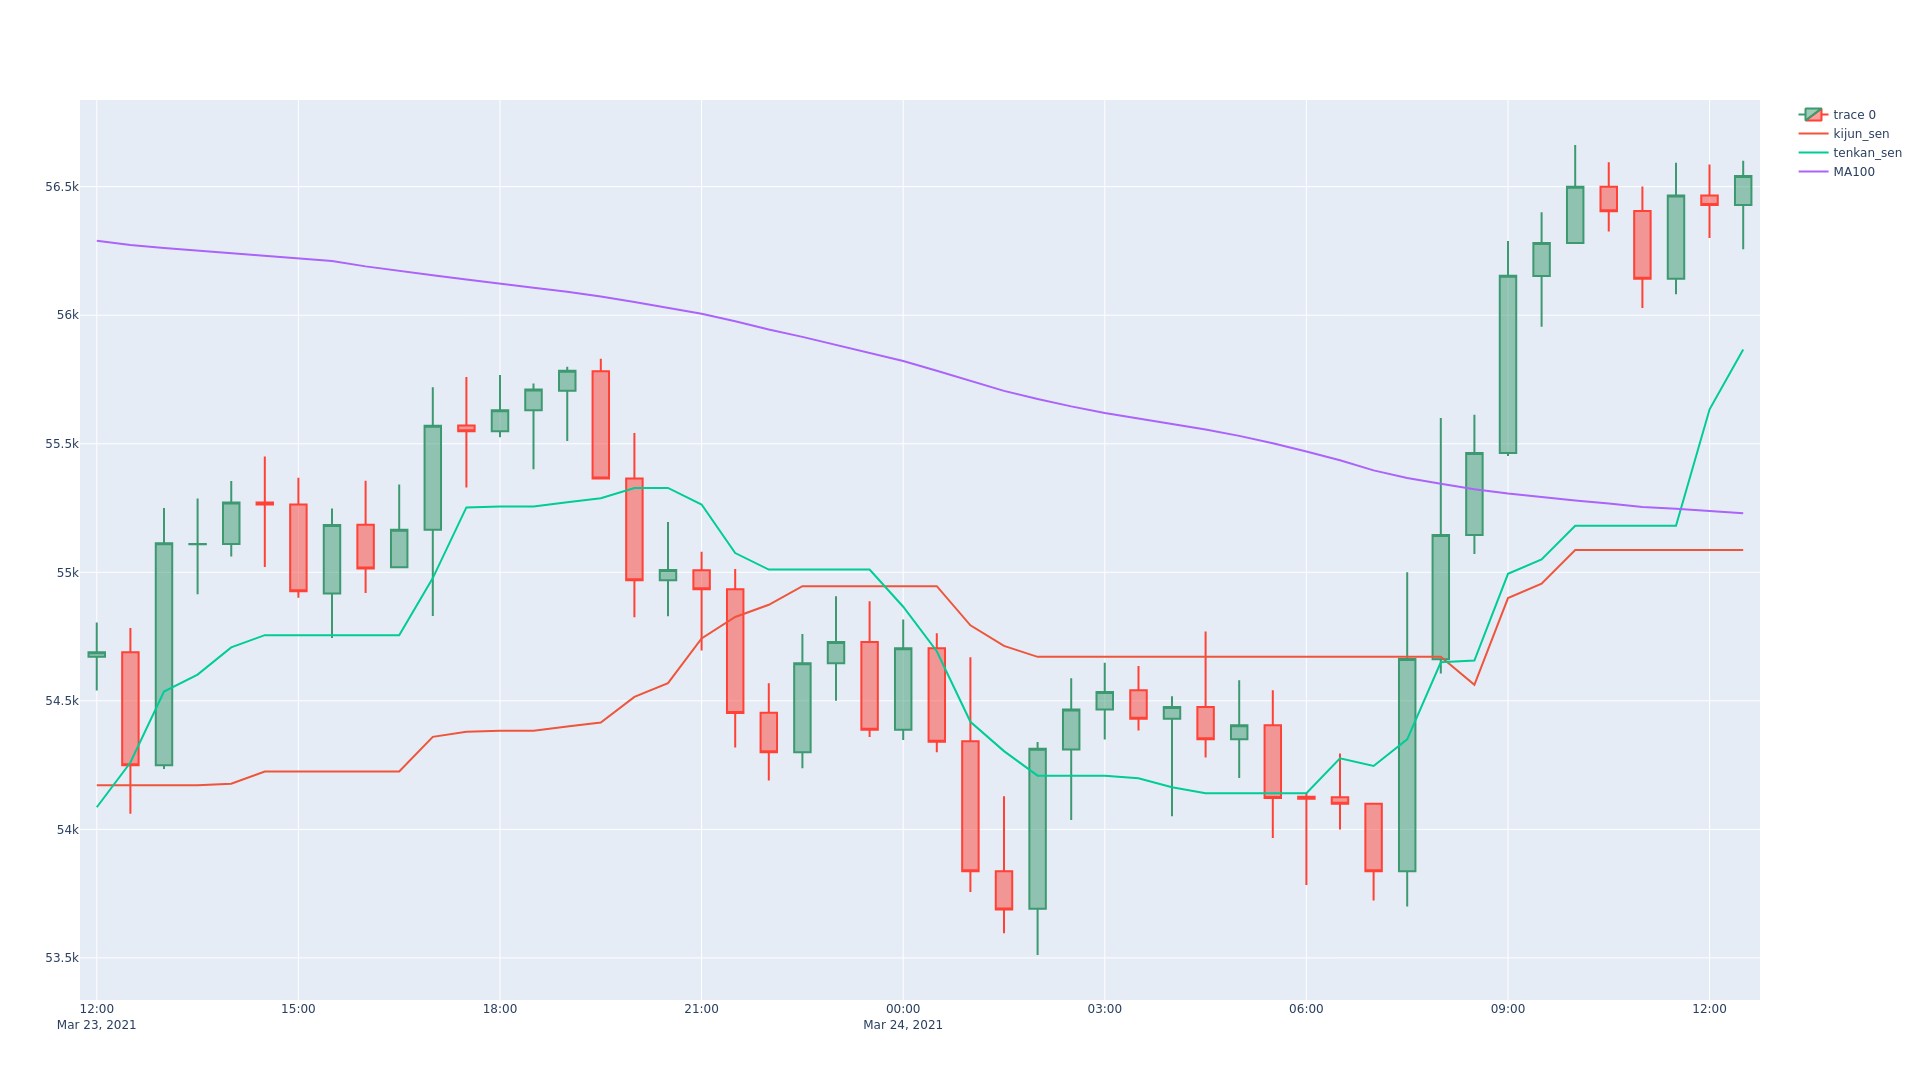 trace 0
kijun_sen
tenkan_sen
MA100
56.5k
56k
55.5k
55k
54.5k
54k
53.5k
12:00 15:00 18:00 21:00 00:00 03:00 06:00 09:00 12:00
Mar 23, 2021 Mar 24, 2021